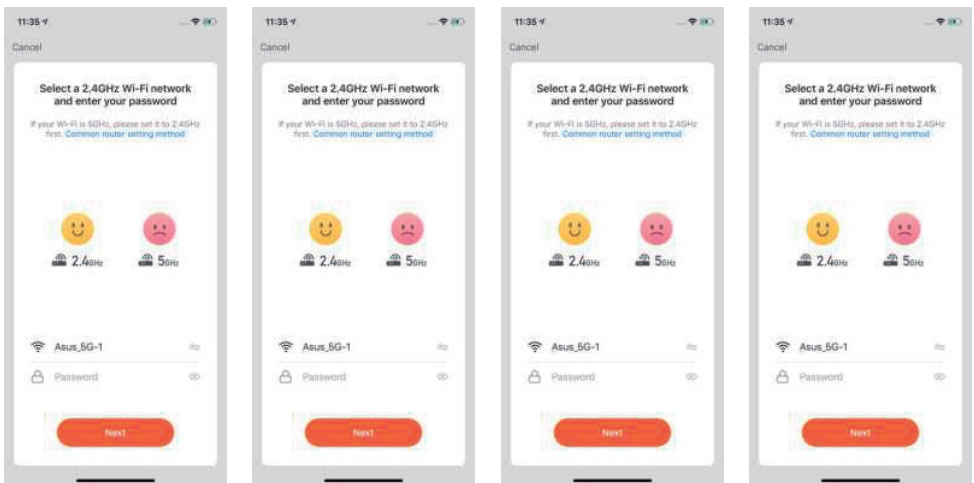 11:35
Cancel
Select a 2.4GHz Wi-Fi network
and enter your password
If your Wi-Fi is 5GHz, please set it to 2.4GHz
first. Common router setting method
2.4GHz
5GHz
Asus_5G-1
Password
Next
11:35
Cancel
Select a 2.4GHz Wi-Fi network
and enter your password
If your Wi-Fi is 5GHz, please set it to 2.4GHz
first. Common router setting method
2.4GHz
5GHz
Asus_5G-1
Password
Next
11:35
Cancel
Select a 2.4GHz Wi-Fi network
and enter your password
If your Wi-Fi is 5GHz, please set it to 2.4GHz
first. Common router setting method
2.4GHz
5GHz
Asus_5G-1
Password
Next
11:35
Cancel
Select a 2.4GHz Wi-Fi network
and enter your password
If your Wi-Fi is 5GHz, please set it to 2.4GHz
first. Common router setting method
2.4GHz
5GHz
Asus_5G-1
Password
Next